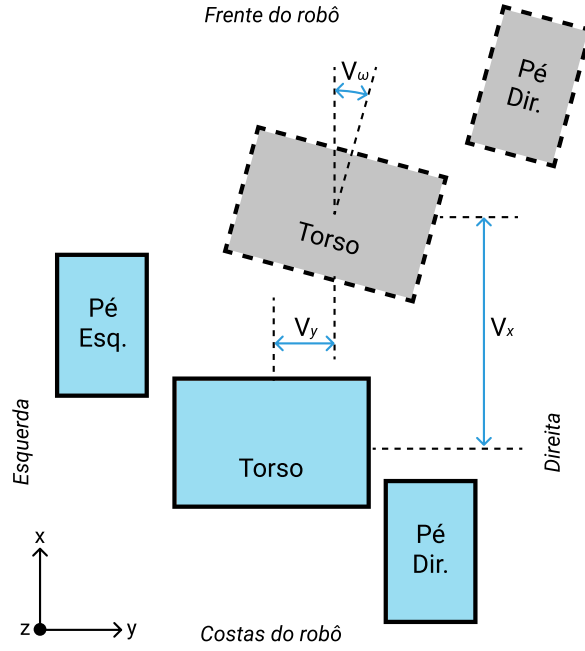 Frente do robô
Vω
Pé
Dir.
Torso
Pé
Esq.
Vy
Vx
Torso
Esquerda
Direita
Pé
Dir.
x
z
y
Costas do robô